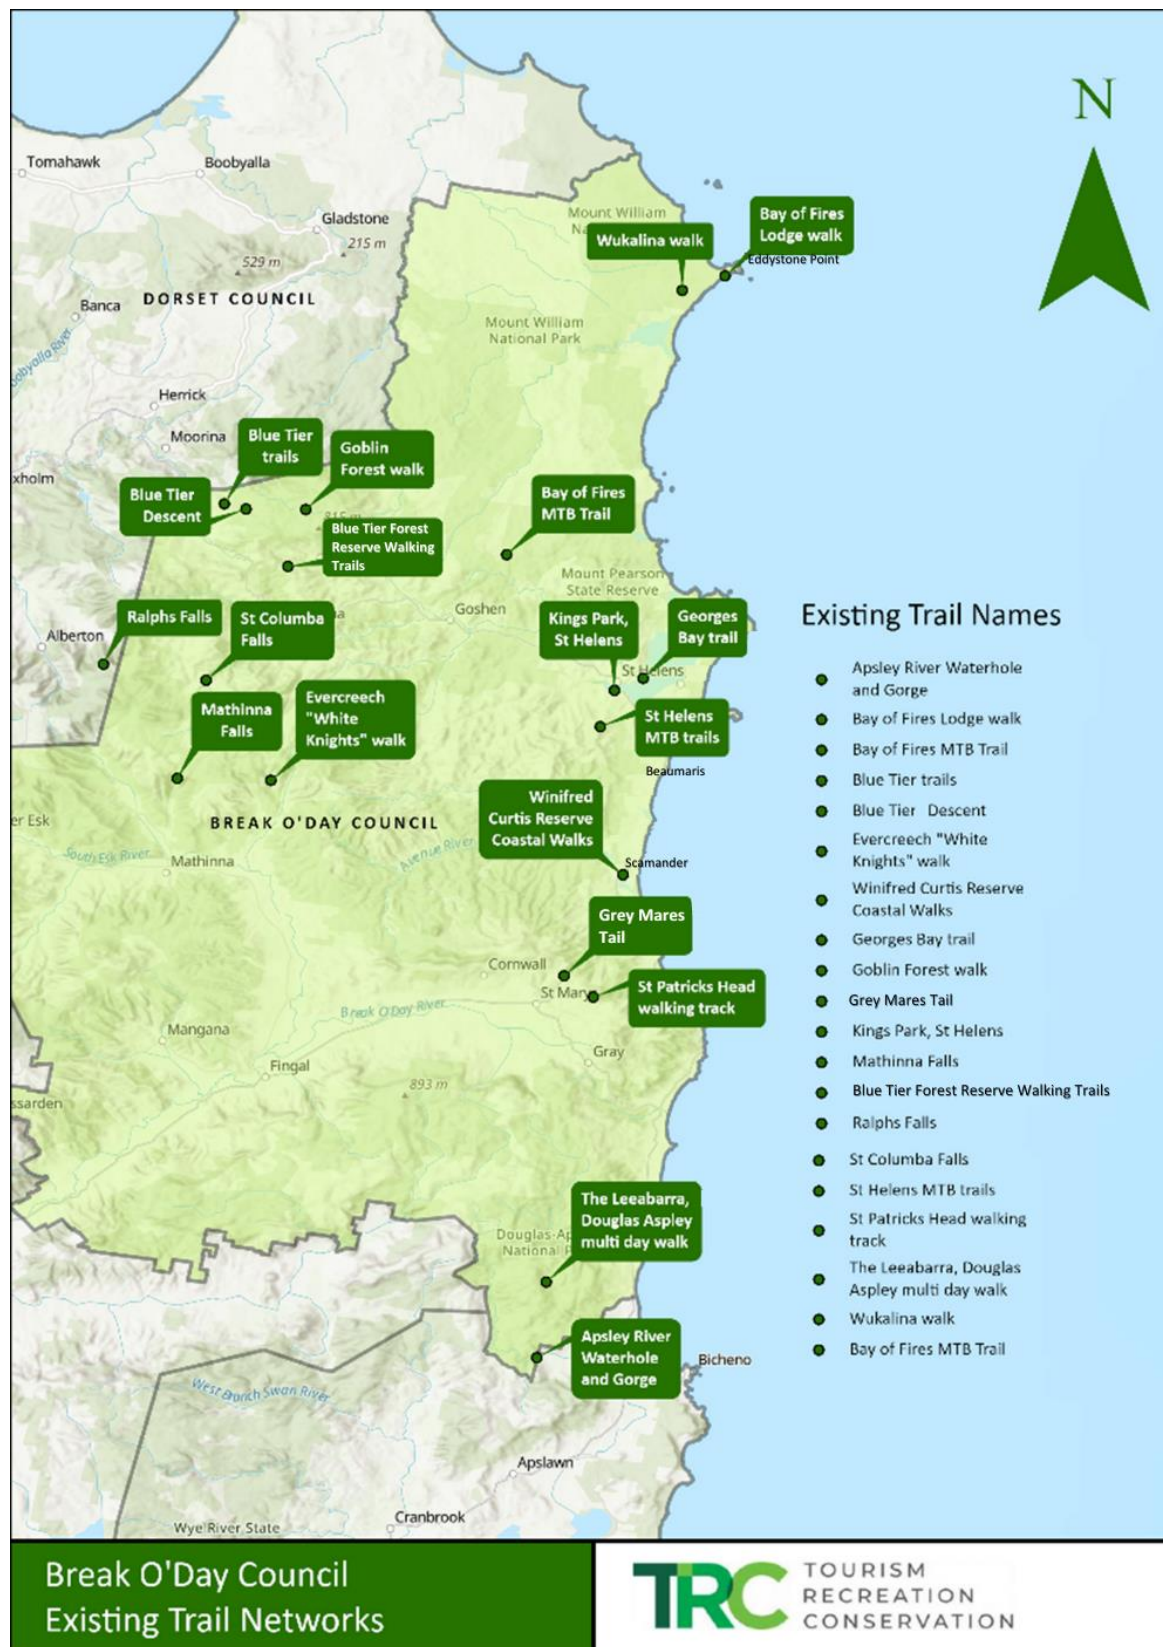 N
Tomahawk
Boobyalla
Gladstone
215 m
529 m
Mount William
Bay of Fires
Lodge walk
Wukalina walk
Eddystone Point
DORSET COUNCIL
Banca
Mount William
National Park
Herrick
Moorina
Blue Tier
trails
Goblin
Forest walk
Blue Tier
Descent
Bay of Fires
MTB Trail
Blue Tier Forest
Reserve Walking
Trails
Mount Pearson
State Reserve
Goshen
Ralphs Falls
St Columba
Falls
Kings Park,
St Helens
Georges
Bay trail
Alberton
St Helens
Mathinna
Falls
Evercreech
"White
Knights" walk
St Helens
MTB trails
Beaumaris
Winifred
Curtis Reserve
Coastal Walks
BREAK O'DAY COUNCIL
South Esk River
Mathinna
Avenue River
Scamander
Grey Mares
Tail
Cornwall
St Mary
St Patricks Head
walking track
Break O'Day River
Mangana
Fingal
Gray
893 m
The Leeabarra,
Douglas Aspley
multi day walk
Douglas-Ap
National P
Apsley River
Waterhole
and Gorge
Bicheno
West Branch Swan River
Apslawn
Cranbrook
Wye River State
Existing Trail Names
Apsley River Waterhole
and Gorge
Bay of Fires Lodge walk
Bay of Fires MTB Trail
Blue Tier trails
Blue Tier Descent
Evercreech "White
Knights" walk
Winifred Curtis Reserve
Coastal Walks
Georges Bay trail
Goblin Forest walk
Grey Mares Tail
Kings Park, St Helens
Mathinna Falls
Blue Tier Forest Reserve Walking Trails
Ralphs Falls
St Columba Falls
St Helens MTB trails
St Patricks Head walking
track
The Leeabarra, Douglas
Aspley multi day walk
Wukalina walk
Bay of Fires MTB Trail
Break O'Day Council
Existing Trail Networks
TRC
TOURISM
RECREATION
CONSERVATION